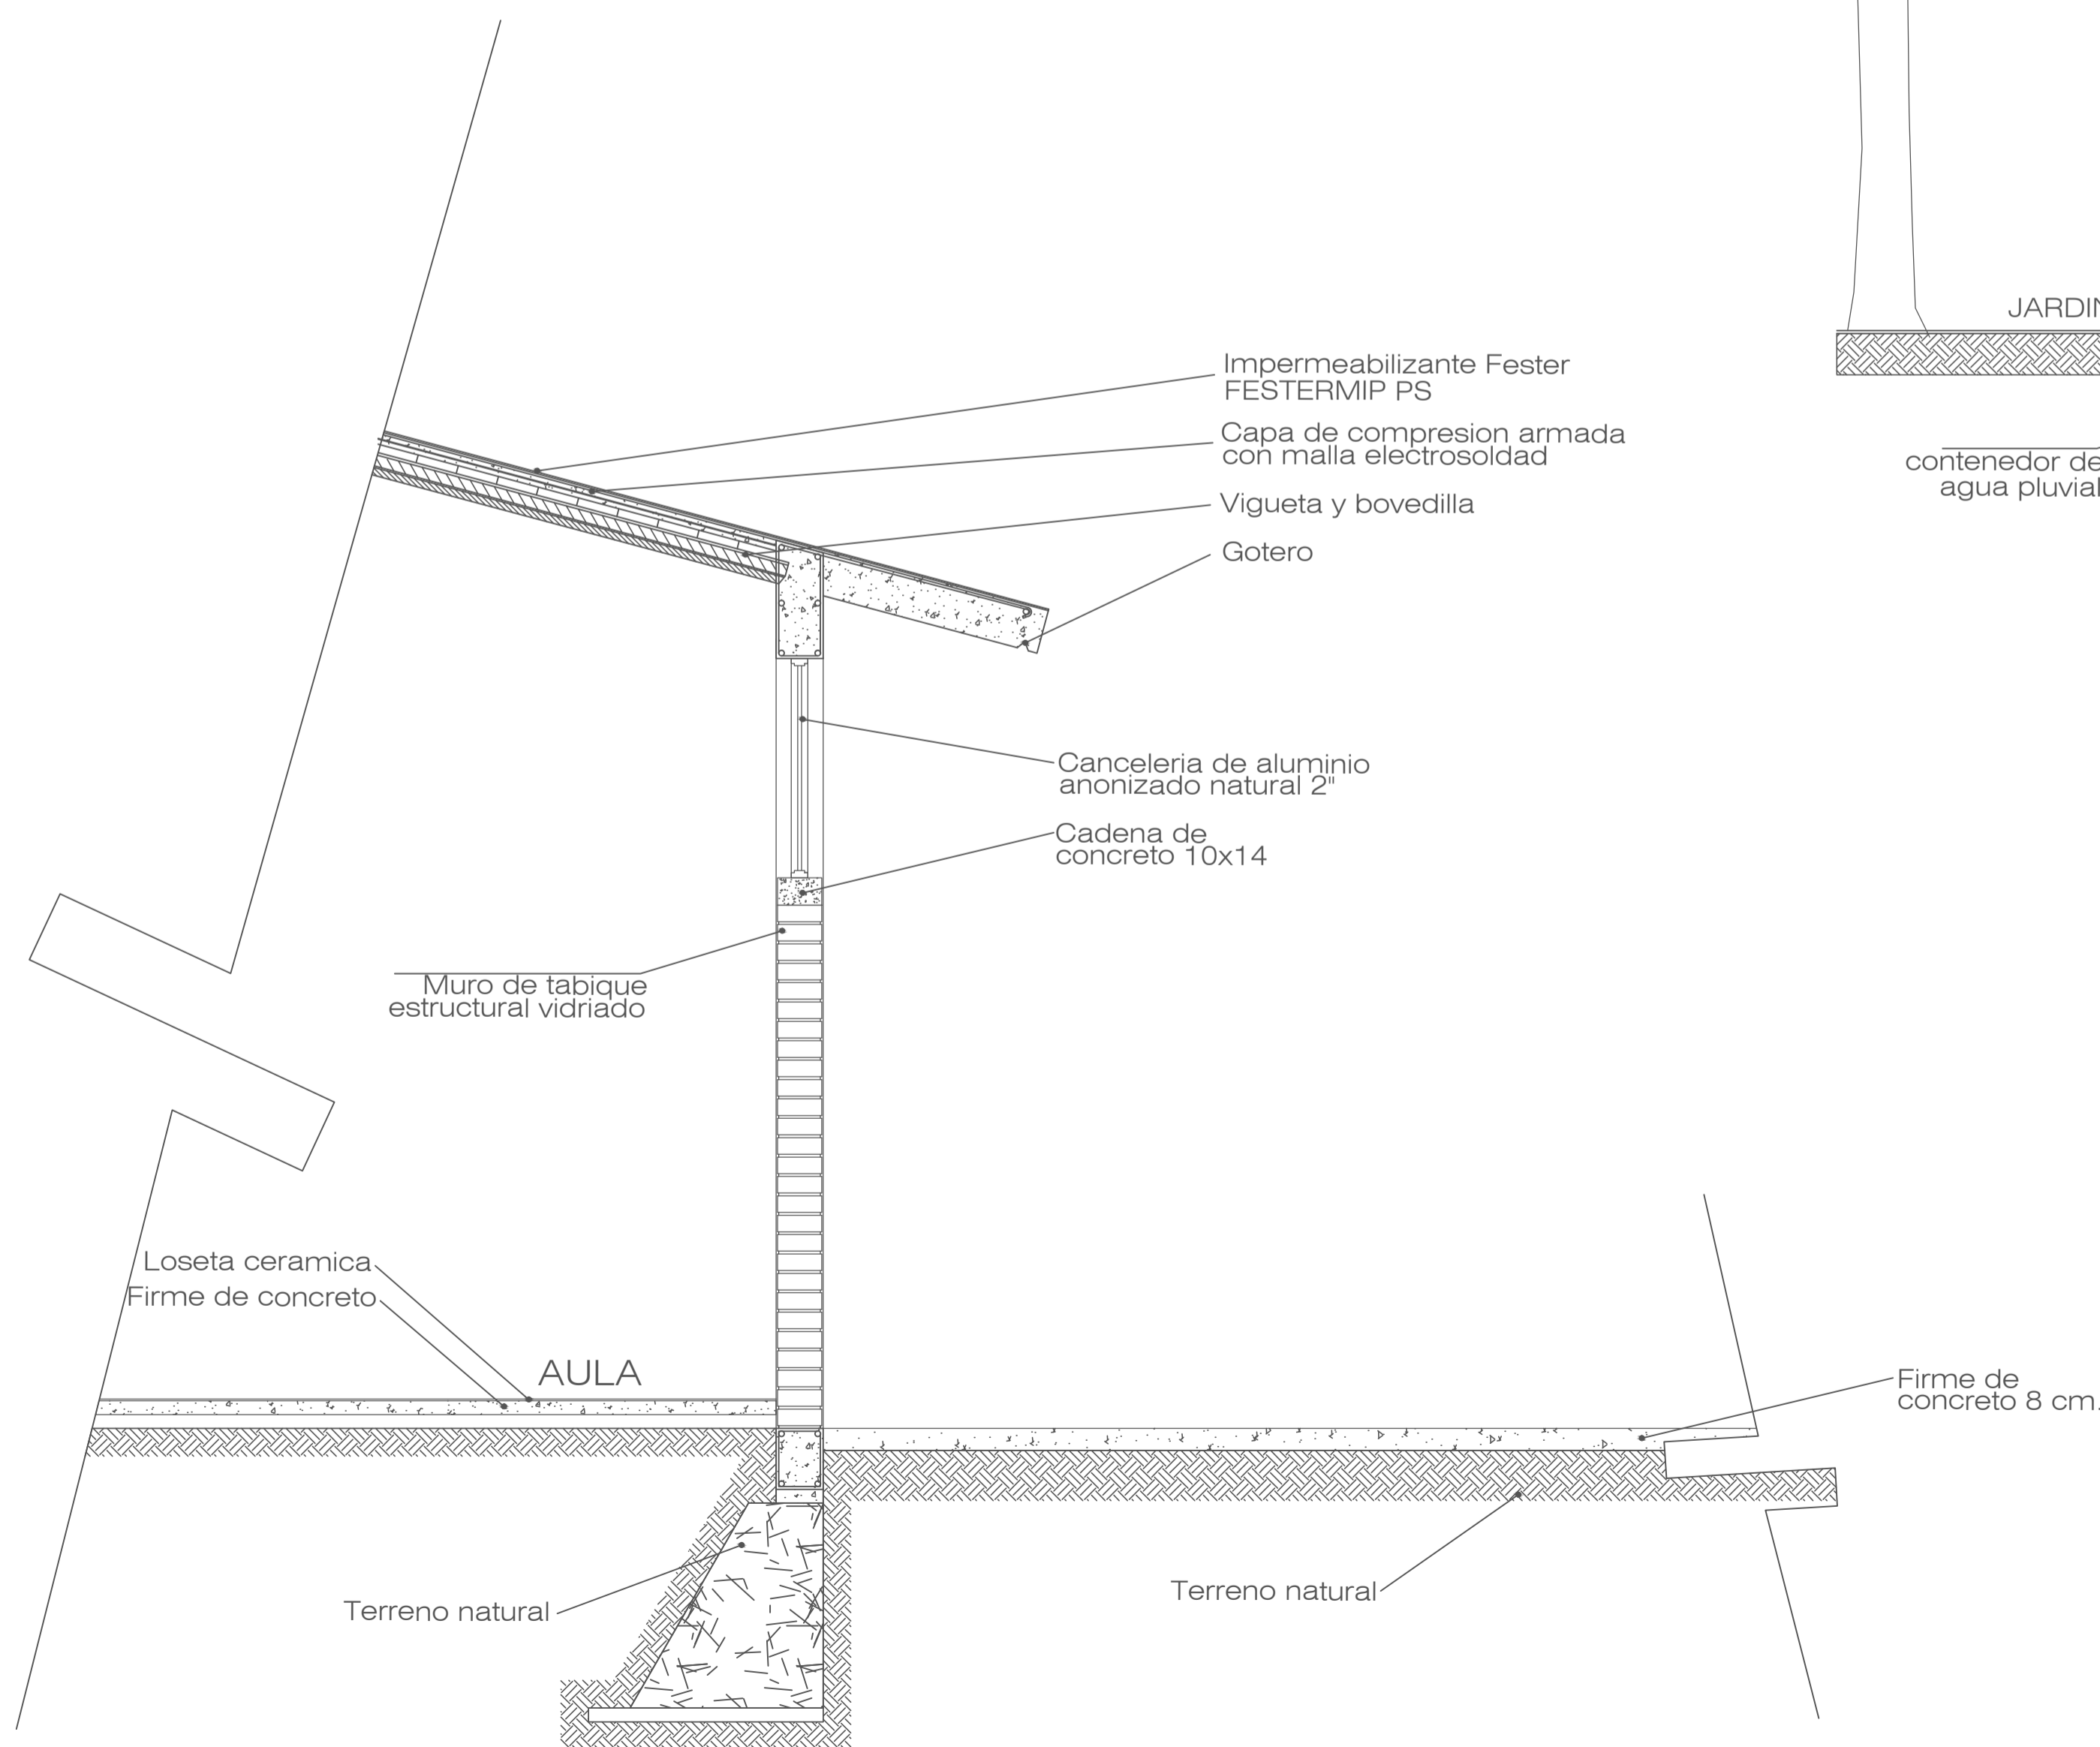 JARDIN
Impermeabilizante Fester
FESTERMIP PS
Capa de compresion armada
con malla electrosoldad
contenedor de
agua pluvial
Vigueta y bovedilla
Gotero
Canceleria de aluminio
anonizado natural 2"
Cadena de
concreto 10x14
Muro de tabique
estructural vidriado
Loseta ceramica
Firme de concreto
AULA
Firme de
concreto 8 cm.
Terreno natural
Terreno natural